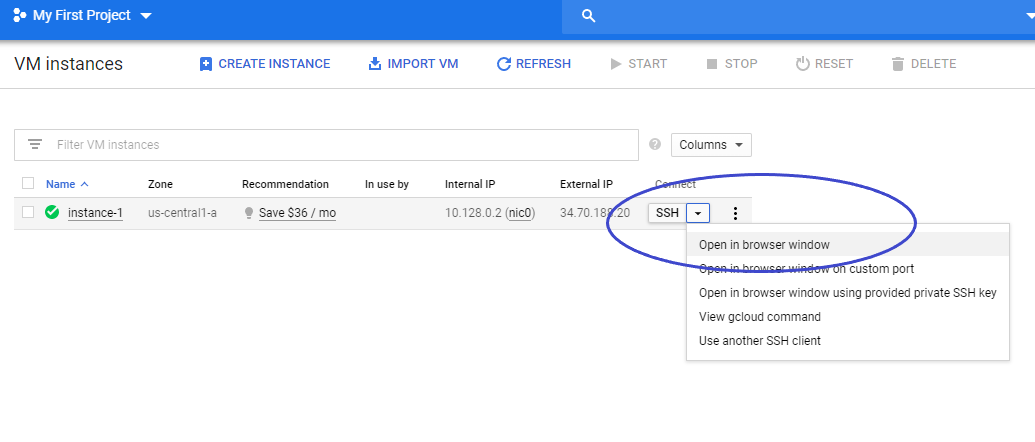 My First Project
VM instances CREATE INSTANCE IMPORT VM REFRESH START STOP RESET DELETE
Filter VM instances ? Columns
Name Zone Recommendation In use by Internal IP External IP Connect
instance-1 us-central1-a Save $36 / mo 10.128.0.2 (nic0) 34.70.188.20 SSH
Open in browser window
Open in browser window on custom port
Open in browser window using provided private SSH key
View gcloud command
Use another SSH client